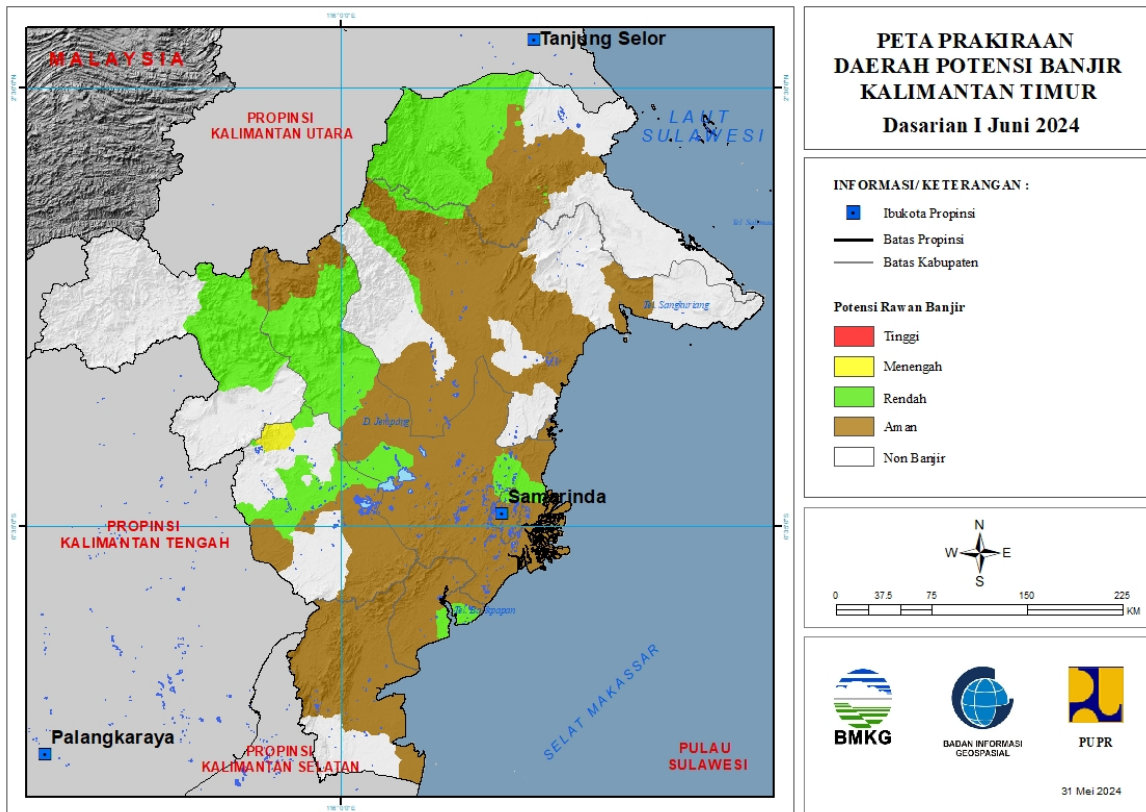 PETA PRAKIRAAN
DAERAH POTENSI BANJIR
KALIMANTAN TIMUR
Dasarian I Juni 2024
INFORMASI/ KETERANGAN :
Ibukota Propinsi
Batas Propinsi
Batas Kabupaten
Potensi Rawan Banjir
Tinggi
Menengah
Rendah
Aman
Non Banjir
N
W E
S
0 37.5 75 150 225
KM
BMKG
BADAN INFORMASI
GEOSPASIAL
PUPR
31 Mei 2024
MALAYSIA
Tanjung Selor
PROPINSI
KALIMANTAN UTARA
LAUT
SULAWESI
Tel. Sangkuriang
D. Jempang
Samarinda
PROPINSI
KALIMANTAN TENGAH
SELAT MAKASSAR
Palangkaraya
PROPINSI
KALIMANTAN SELATAN
PULAU
SULAWESI